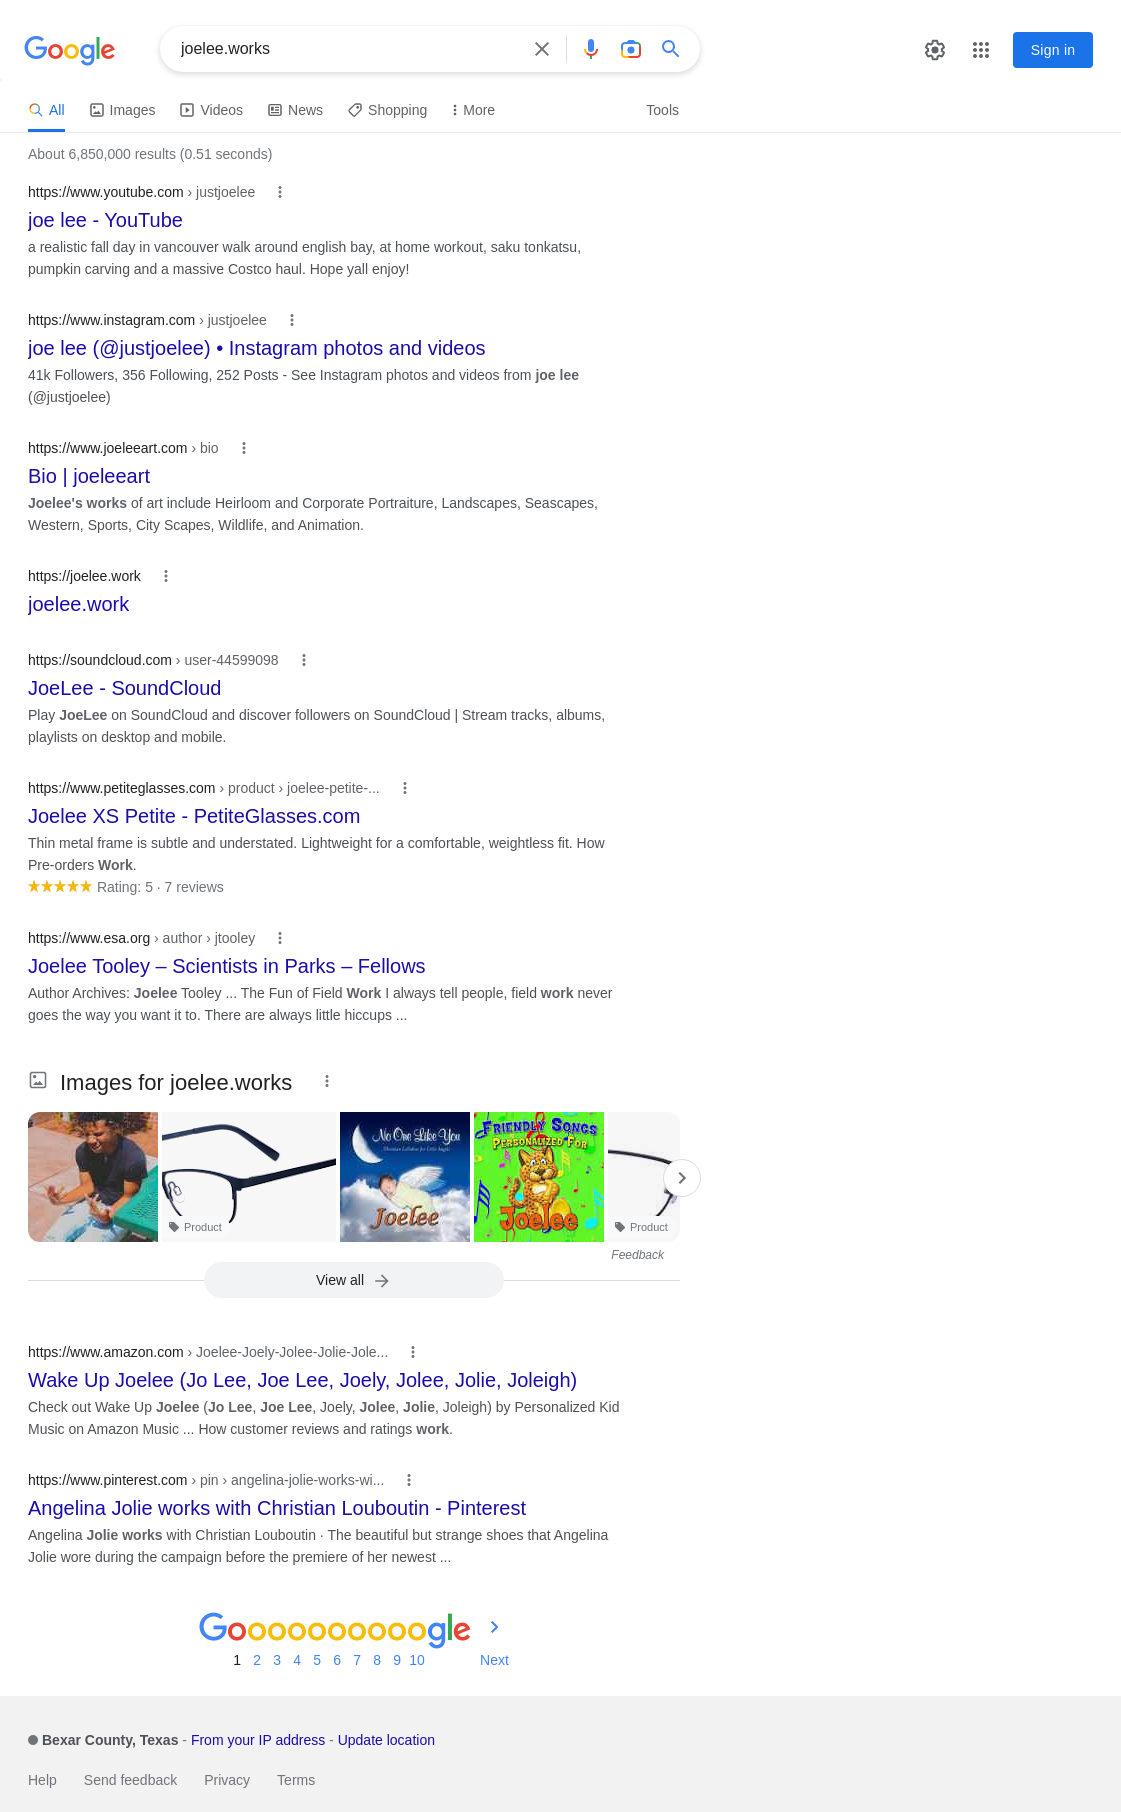 Google
joelee.works
Sign in
All Images Videos News Shopping More Tools
About 6,850,000 results (0.51 seconds)
https://www.youtube.com › justjoelee
joe lee - YouTube
a realistic fall day in vancouver walk around english bay, at home workout, saku tonkatsu,
pumpkin carving and a massive Costco haul. Hope yall enjoy!
https://www.instagram.com › justjoelee
joe lee (@justjoelee) • Instagram photos and videos
41k Followers, 356 Following, 252 Posts - See Instagram photos and videos from joe lee
(@justjoelee)
https://www.joeleeart.com › bio
Bio | joeleeart
Joelee's works of art include Heirloom and Corporate Portraiture, Landscapes, Seascapes,
Western, Sports, City Scapes, Wildlife, and Animation.
https://joelee.work
joelee.work
https://soundcloud.com › user-44599098
JoeLee - SoundCloud
Play JoeLee on SoundCloud and discover followers on SoundCloud | Stream tracks, albums,
playlists on desktop and mobile.
https://www.petiteglasses.com › product › joelee-petite-...
Joelee XS Petite - PetiteGlasses.com
Thin metal frame is subtle and understated. Lightweight for a comfortable, weightless fit. How
Pre-orders Work.
Rating: 5 · 7 reviews
https://www.esa.org › author › jtooley
Joelee Tooley – Scientists in Parks – Fellows
Author Archives: Joelee Tooley ... The Fun of Field Work I always tell people, field work never
goes the way you want it to. There are always little hiccups ...
Images for joelee.works
No One Like You
Christian Lullabies for Little Angels
Joelee
Friendly Songs
Personalized For
Joelee
Product
Product
Feedback
View all
https://www.amazon.com › Joelee-Joely-Jolee-Jolie-Jole...
Wake Up Joelee (Jo Lee, Joe Lee, Joely, Jolee, Jolie, Joleigh)
Check out Wake Up Joelee (Jo Lee, Joe Lee, Joely, Jolee, Jolie, Joleigh) by Personalized Kid
Music on Amazon Music ... How customer reviews and ratings work.
https://www.pinterest.com › pin › angelina-jolie-works-wi...
Angelina Jolie works with Christian Louboutin - Pinterest
Angelina Jolie works with Christian Louboutin · The beautiful but strange shoes that Angelina
Jolie wore during the campaign before the premiere of her newest ...
Goooooooooogle
1 2 3 4 5 6 7 8 9 10 Next
Bexar County, Texas - From your IP address - Update location
Help Send feedback Privacy Terms